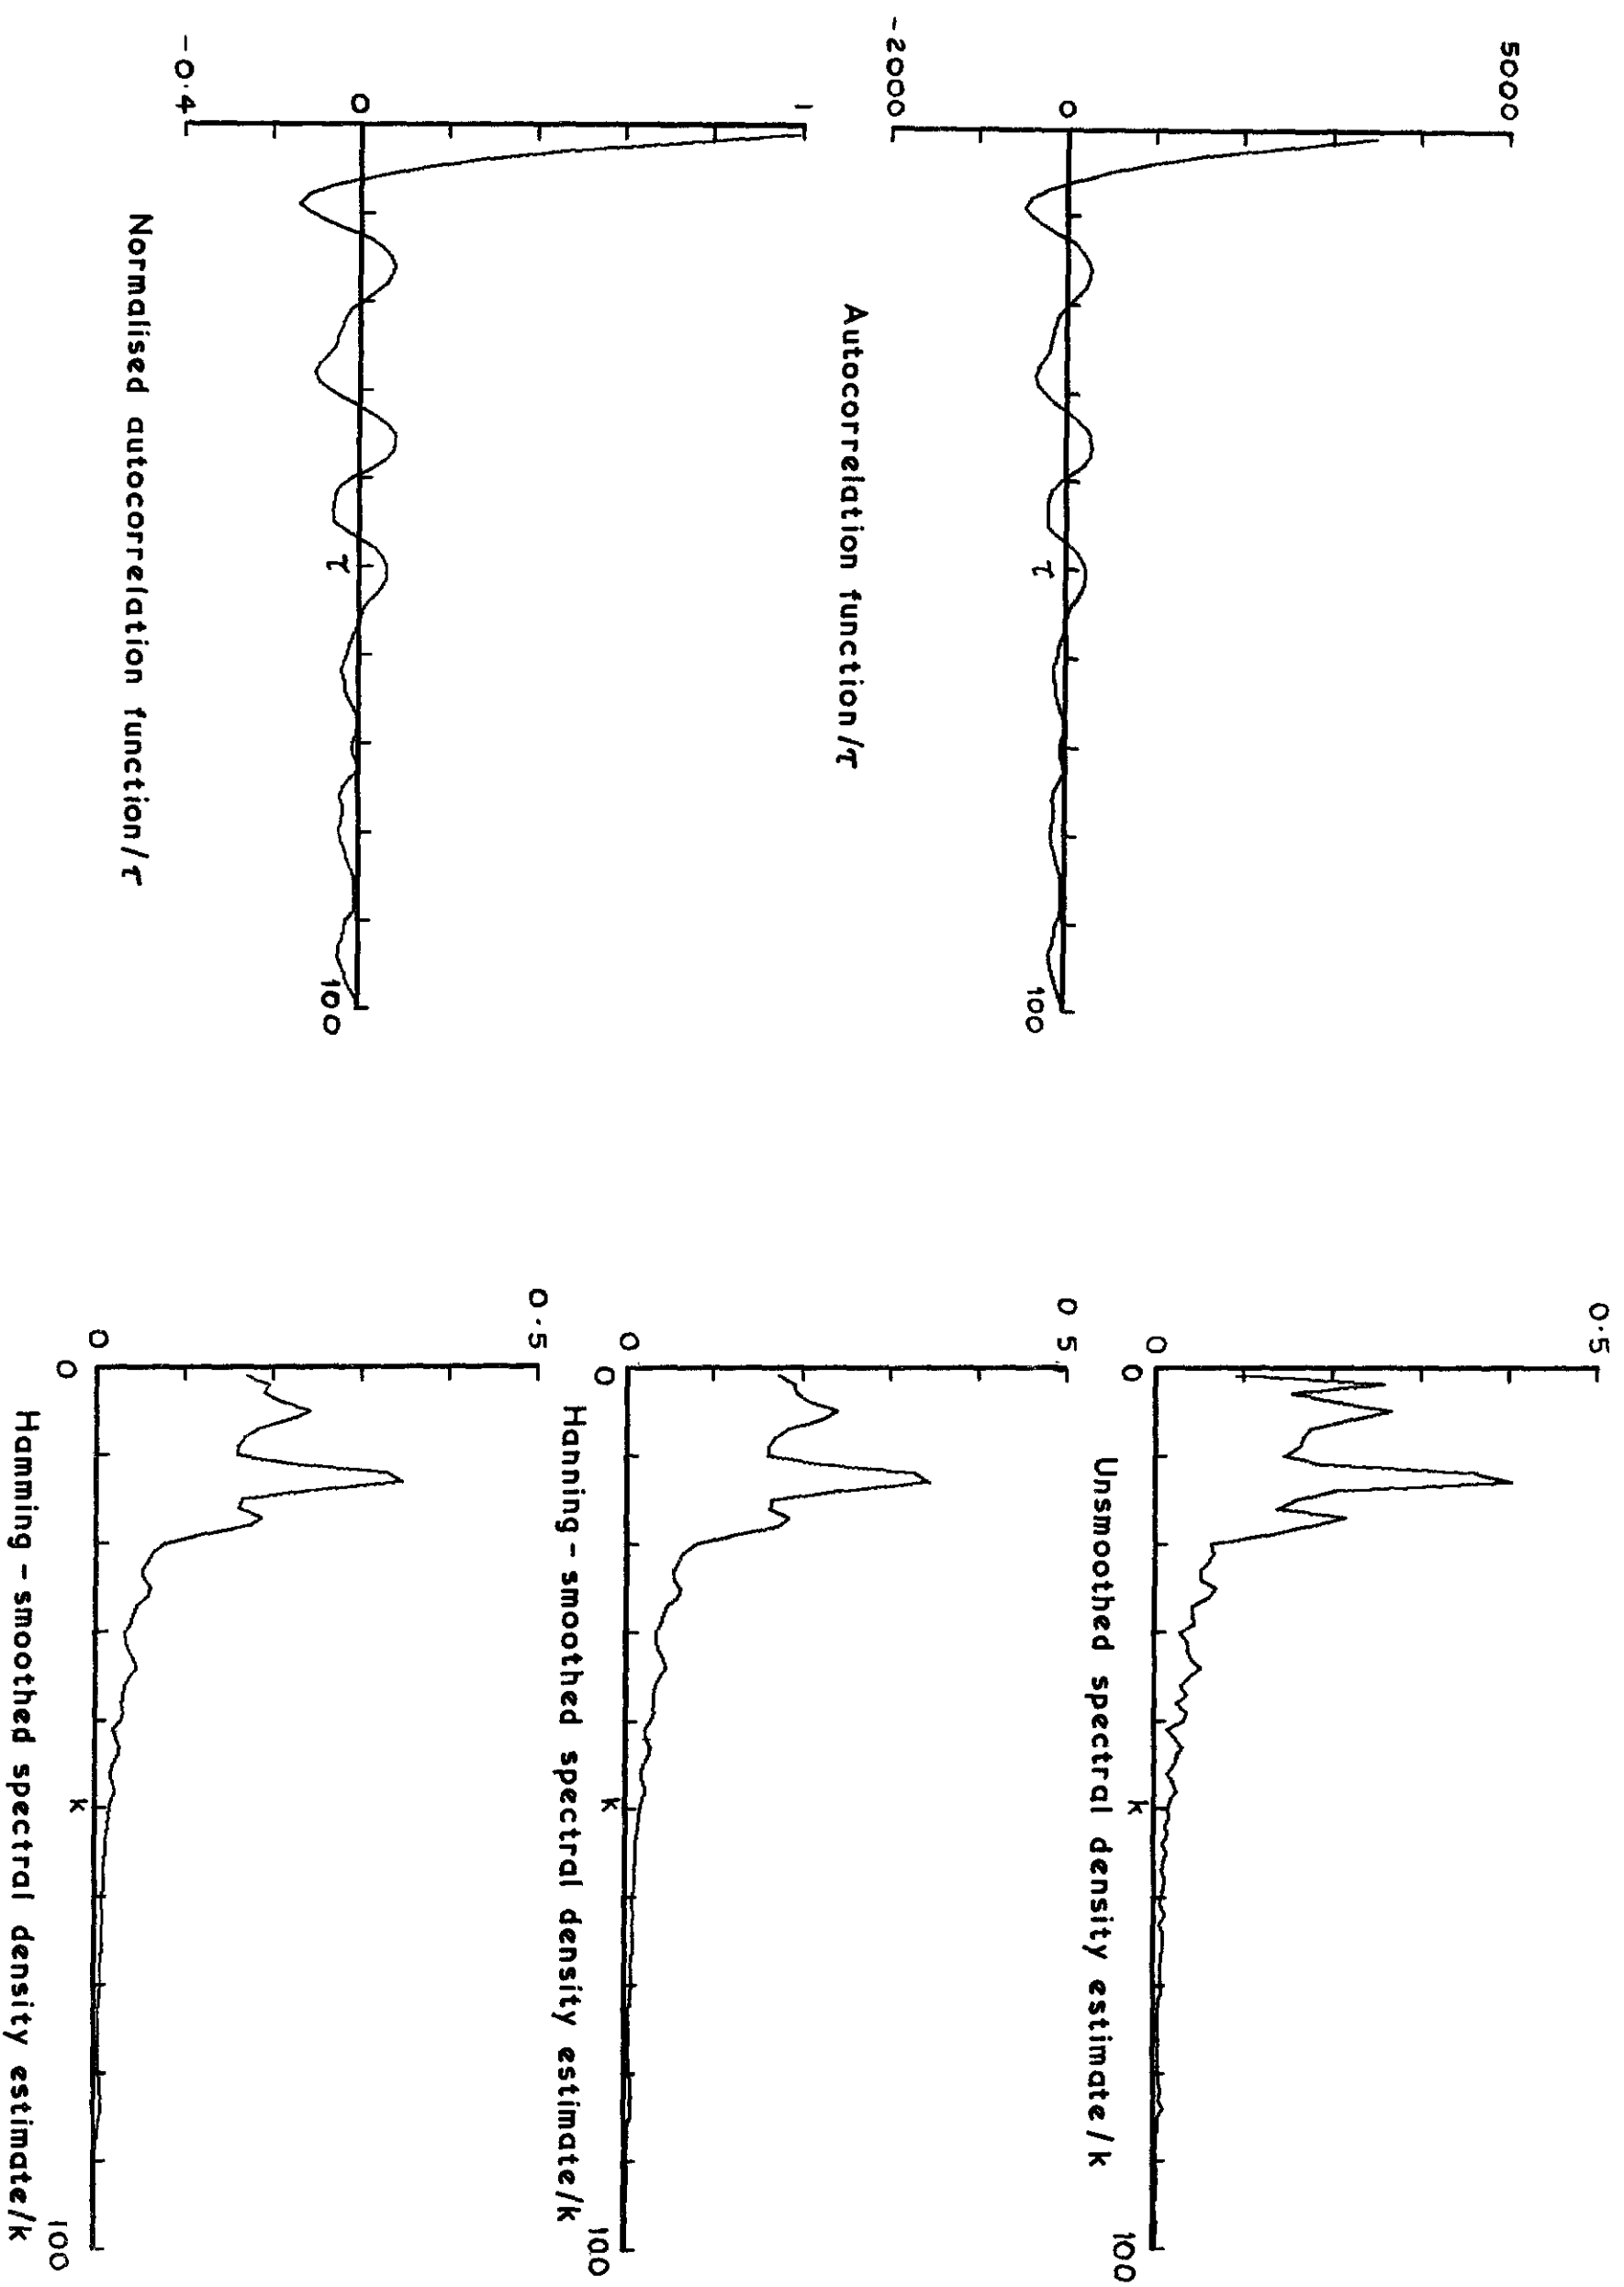 5000
0
-2000
τ
100
Autocorrelation function/τ
1
0
-0·4
τ
100
Normalised autocorrelation function/τ
0·5
0
0
k
100
Unsmoothed spectral density estimate/k
0·5
0
0
k
100
Hanning-smoothed spectral density estimate/k
0·5
0
0
k
100
Hamming-smoothed spectral density estimate/k